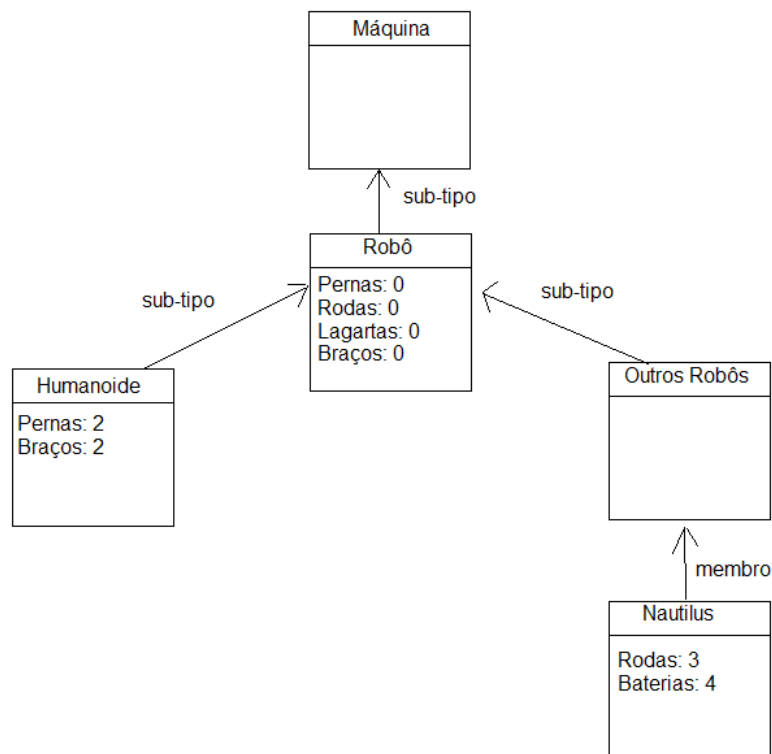 Máquina
sub-tipo
Robô
Pernas: 0
Rodas: 0
Lagartas: 0
Braços: 0
sub-tipo
sub-tipo
Humanoide
Pernas: 2
Braços: 2
Outros Robôs
membro
Nautilus
Rodas: 3
Baterias: 4